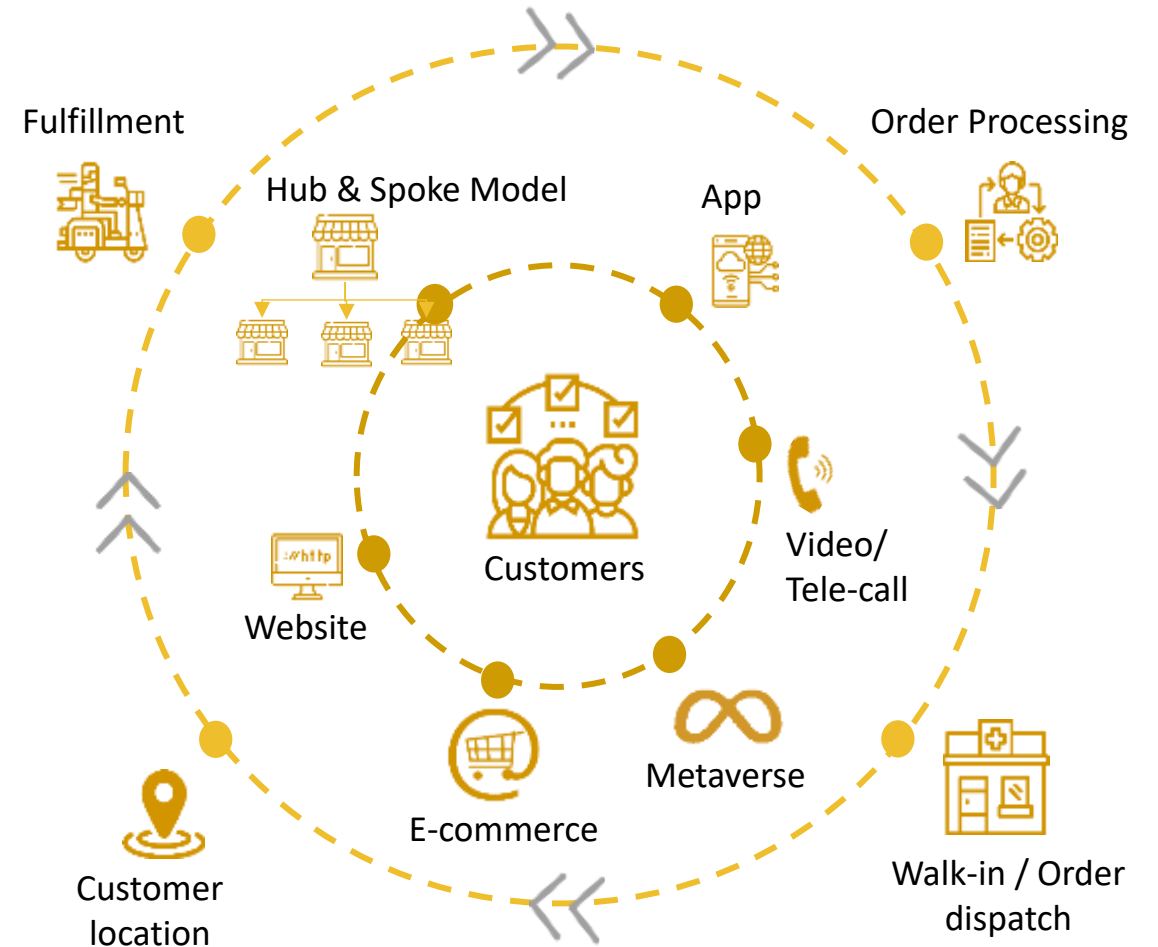 Fulfillment
Order Processing
Hub & Spoke Model
App
Customers
Video/
Tele-call
Website
Metaverse
E-commerce
Customer
location
Walk-in / Order
dispatch